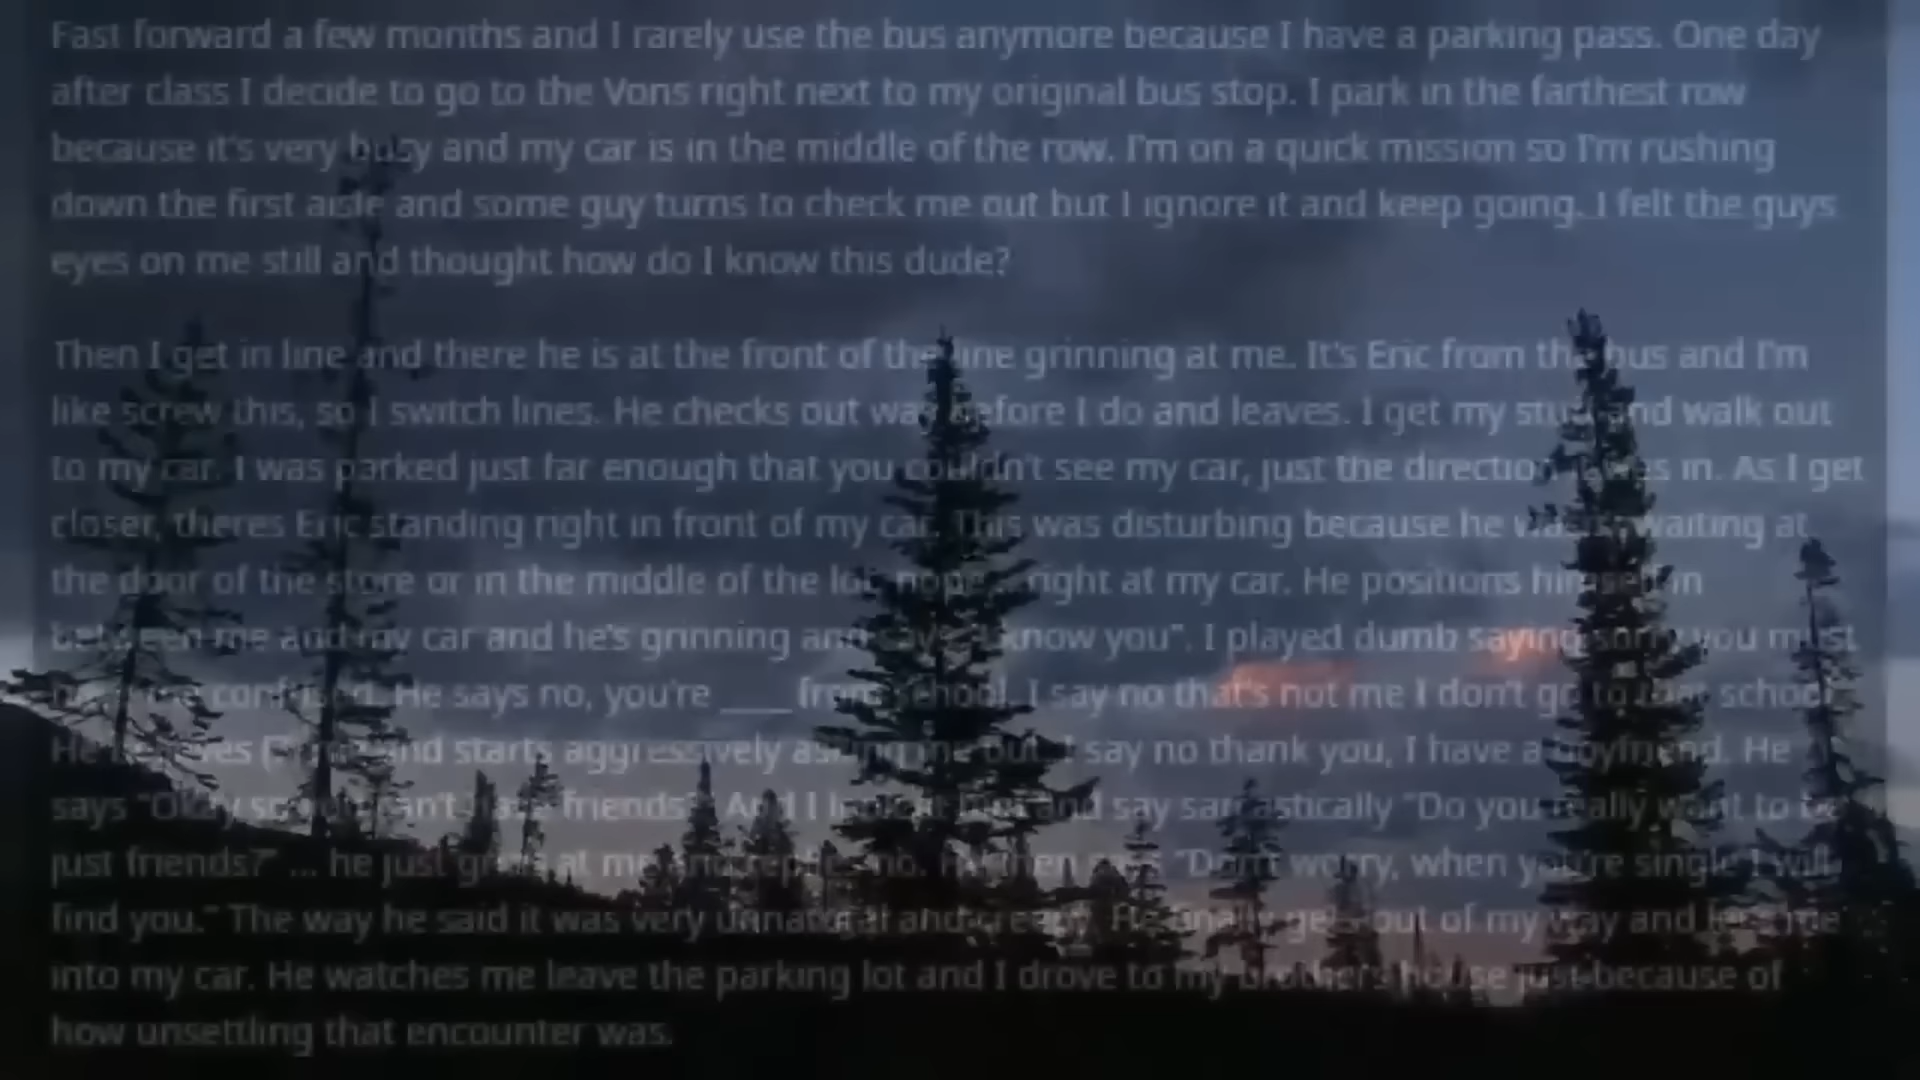 Fast forward a few months and I rarely use the bus anymore because I have a parking pass. One day
after class I decide to go to the Vons right next to my original bus stop. I park in the farthest row
because it's very busy and my car is in the middle of the row. I'm on a quick mission so I'm rushing
down the first aisle and some guy turns to check me out but I ignore it and keep going. I felt the guys
eyes on me still and thought how do I know this dude?
Then I get in line and there he is at the front of the line grinning at me. It's Eric from the bus and I'm
like screw this, so I switch lines. He checks out way before I do and leaves. I get my stuff and walk out
to my car. I was parked just far enough that you couldn't see my car, just the direction in. As I get
closer, theres Eric standing right in front of my car. This was disturbing because he wasn't waiting at
the door of the store or in the middle of the lot, nope, right at my car. He positions himself in
between me and my car and he's grinning and says "I know you". I played dumb saying sorry you must
confused. He says no, you're ____ from school. I say no that's not me I don't go to that school.
He and starts aggressively asking me out. I say no thank you, I have a boyfriend. He
says "Okay so can't friends" And I look at him and say sarcastically "Do you really want to be
just friends?" ... he just grins at me and replies no. He then says "Don't worry, when you're single I will
find you." The way he said it was very unnatural and creepy. He finally gets out of my way and lets me
into my car. He watches me leave the parking lot and I drove to my brother's house just because of
how unsettling that encounter was.